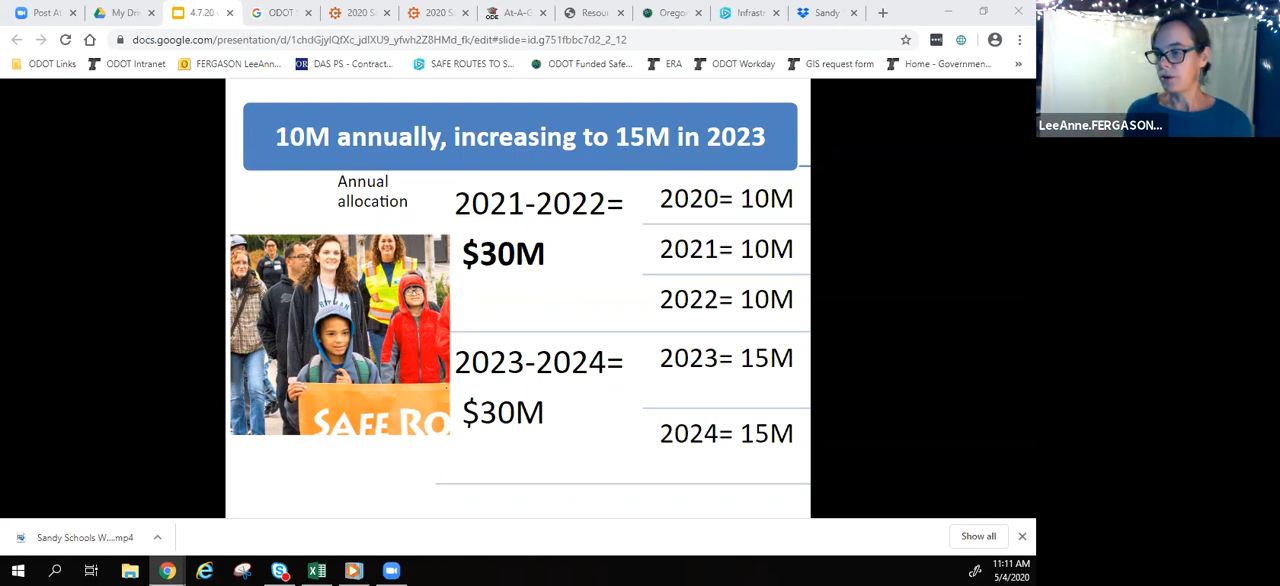 Post At
My Dri
4.7.20
ODOT
2020 S
2020 S
At-A-G
Resou
Orego
Infrast
Sandy
docs.google.com/presentation/d/1chdGjylQfXc_jdlXU9_yfwh2Z8HMd_fk/edit#slide=id.g751fbbc7d2_2_12
ODOT Links
ODOT Intranet
FERGASON LeeAnn...
DAS PS - Contract...
SAFE ROUTES TO S...
ODOT Funded Safe...
ERA
ODOT Workday
GIS request form
Home - Governmen...
LeeAnne.FERGASON...
10M annually, increasing to 15M in 2023
Annual
allocation
2021-2022=
$30M
2020= 10M
2021= 10M
2022= 10M
2023-2024=
$30M
2023= 15M
2024= 15M
SAFE RO
Sandy Schools W....mp4
Show all
11:11 AM
5/4/2020